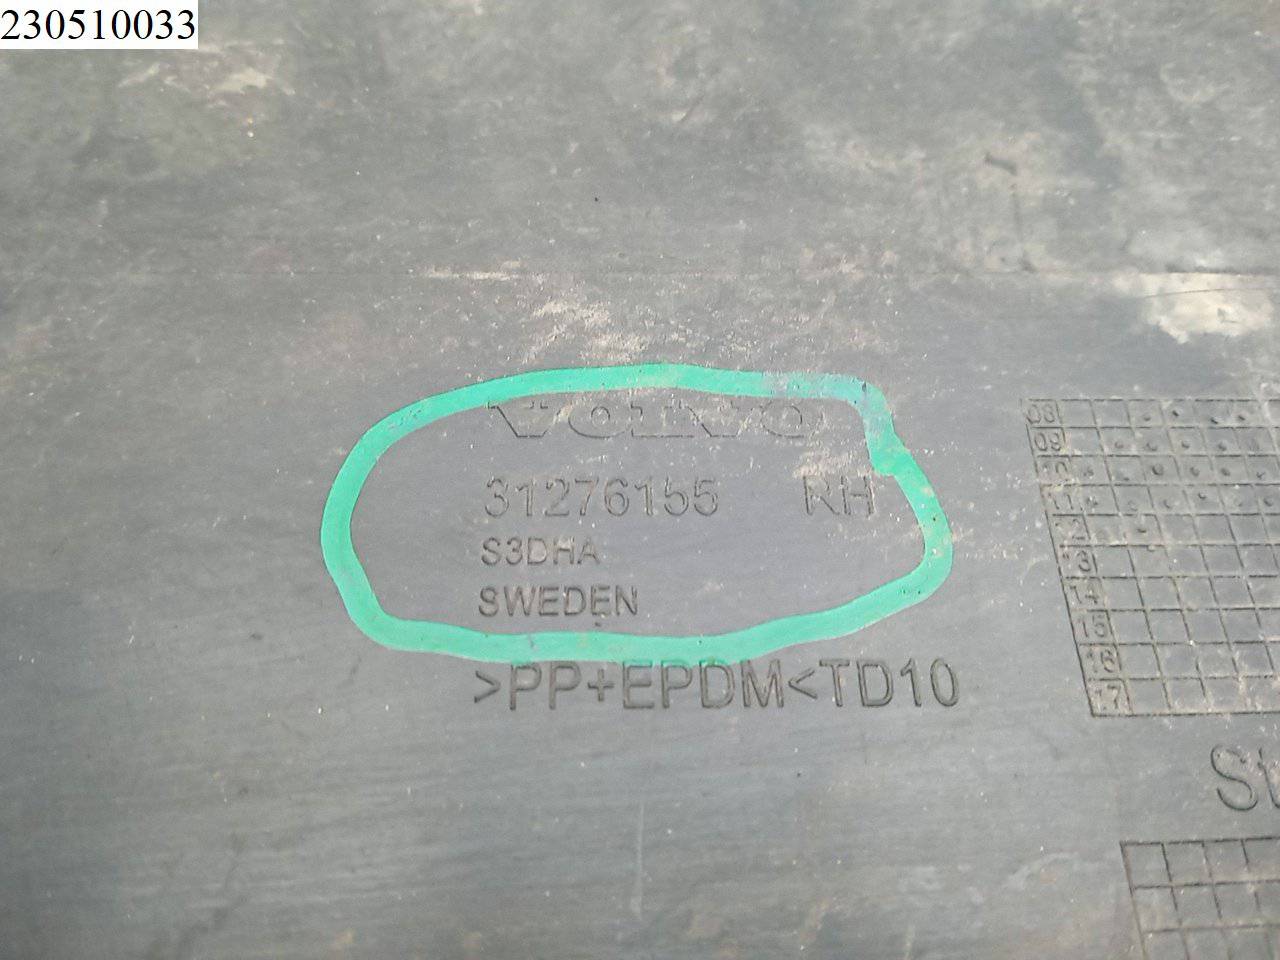 230510033
VOLVO
31276155 RH
S3DHA
SWEDEN
>PP+EPDM<TD10
08
09
10
11
12
13
14
15
16
17
St